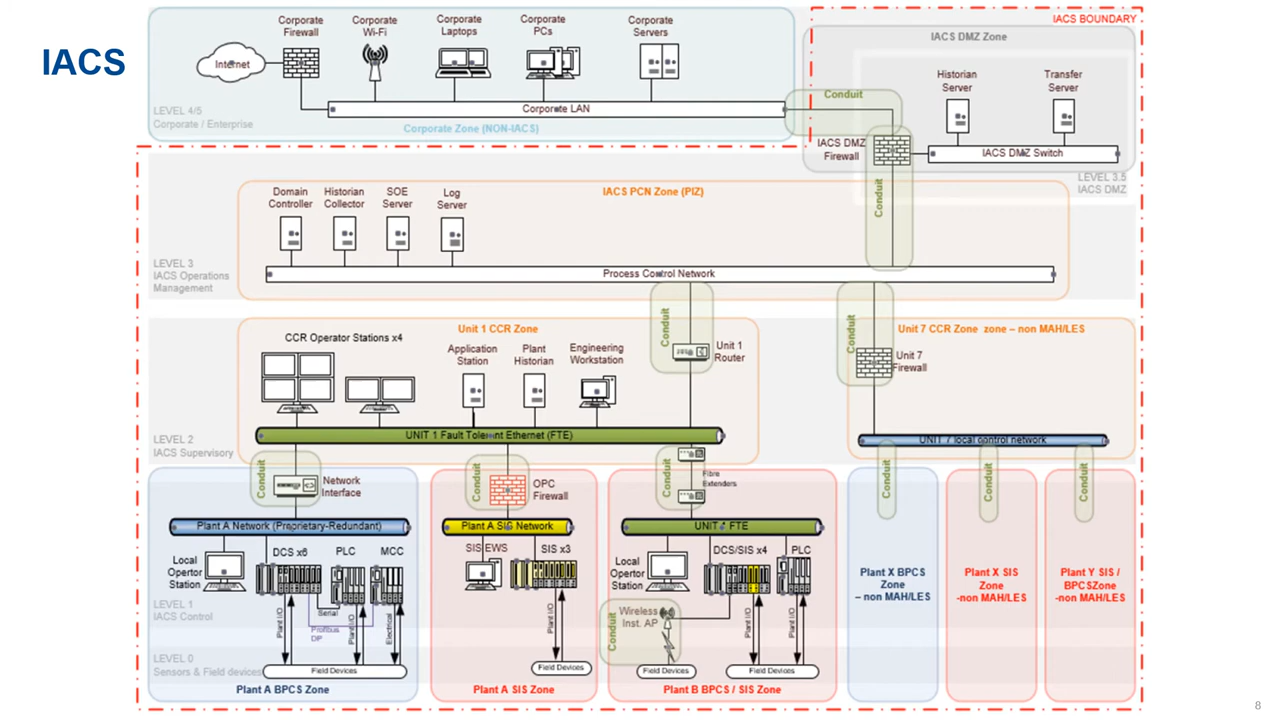 IACS
Corporate
Firewall
Corporate
Wi-Fi
Corporate
Laptops
Corporate
PCs
Corporate
Servers
Internet
Corporate LAN
LEVEL 4/5
Corporate / Enterprise
Corporate Zone (NON-IACS)
IACS BOUNDARY
IACS DMZ Zone
Historian
Server
Transfer
Server
Conduit
IACS DMZ
Firewall
IACS DMZ Switch
LEVEL 3.5
IACS DMZ
Conduit
IACS PCN Zone (PIZ)
Domain
Controller
Historian
Collector
SOE
Server
Log
Server
LEVEL 3
IACS Operations
Management
Process Control Network
Unit 1 CCR Zone
CCR Operator Stations x4
Application
Station
Plant
Historian
Engineering
Workstation
Conduit
Unit 1
Router
Conduit
Unit 7
Firewall
Unit 7 CCR Zone zone – non MAH/LES
LEVEL 2
IACS Supervisory
UNIT 1 Fault Tolerent Ethernet (FTE)
UNIT 7 local control network
Conduit
Network
Interface
Conduit
OPC
Firewall
Conduit
Fibre
Extenders
Conduit
Conduit
Conduit
Plant A Network (Proprietary-Redundant)
Plant A SIS Network
UNIT 1 FTE
Local
Opertor
Station
DCS x6
PLC
MCC
Serial
Profibus
DP
Plant I/O
Plant I/O
Electrical
SIS EWS
SIS x3
Plant I/O
Local
Opertor
Station
DCS/SIS x4
PLC
Wireless
Inst. AP
Conduit
Plant I/O
Plant I/O
Plant X BPCS
Zone
– non MAH/LES
Plant X SIS
Zone
-non MAH/LES
Plant Y SIS /
BPCSZone
-non MAH/LES
LEVEL 1
IACS Control
LEVEL 0
Sensors & Field devices
Field Devices
Field Devices
Field Devices
Field Devices
Plant A BPCS Zone
Plant A SIS Zone
Plant B BPCS / SIS Zone
8